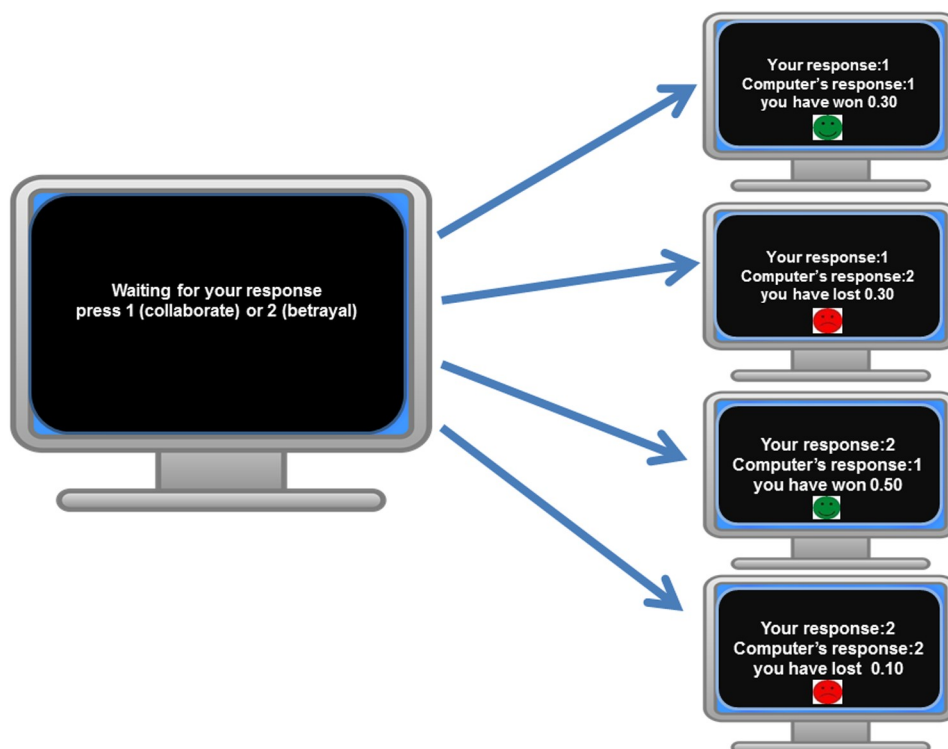 Waiting for your response
press 1 (collaborate) or 2 (betrayal)
Your response:1
Computer's response:1
you have won 0.30
Your response:1
Computer's response:2
you have lost 0.30
Your response:2
Computer's response:1
you have won 0.50
Your response:2
Computer's response:2
you have lost  0.10